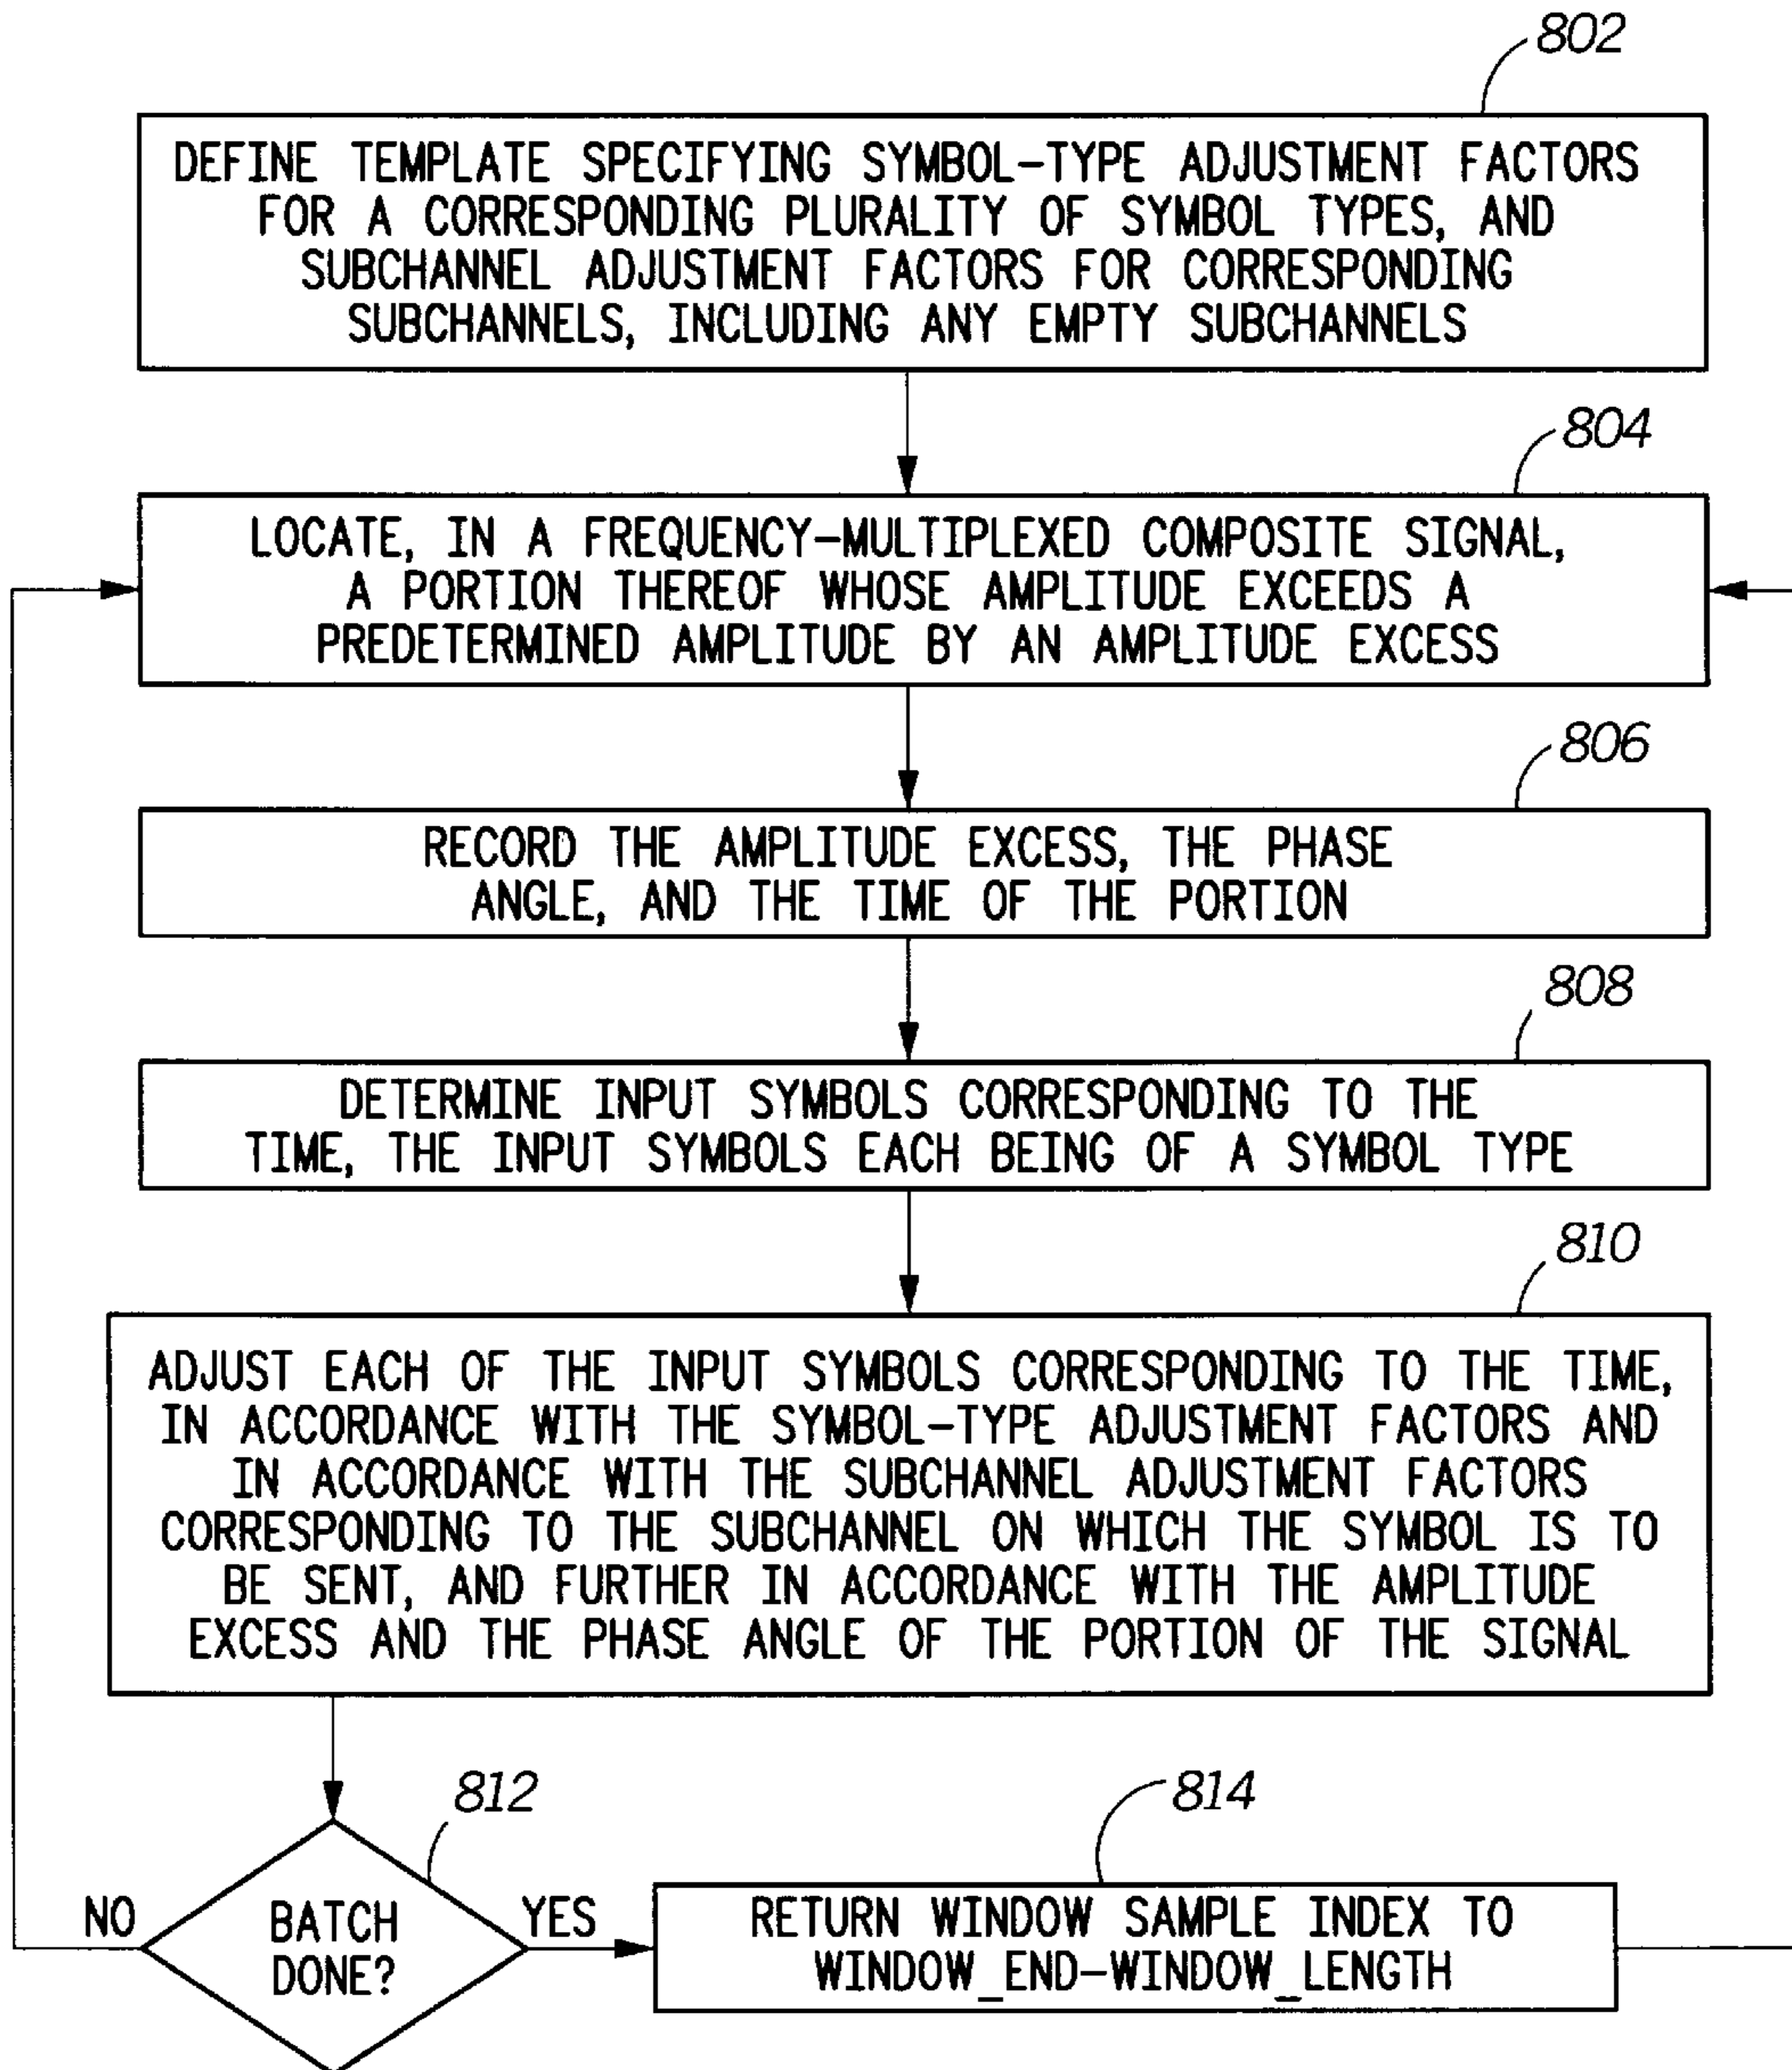 802
DEFINE TEMPLATE SPECIFYING SYMBOL-TYPE ADJUSTMENT FACTORS
FOR A CORRESPONDING PLURALITY OF SYMBOL TYPES, AND
SUBCHANNEL ADJUSTMENT FACTORS FOR CORRESPONDING
SUBCHANNELS, INCLUDING ANY EMPTY SUBCHANNELS
804
LOCATE, IN A FREQUENCY-MULTIPLEXED COMPOSITE SIGNAL,
A PORTION THEREOF WHOSE AMPLITUDE EXCEEDS A
PREDETERMINED AMPLITUDE BY AN AMPLITUDE EXCESS
806
RECORD THE AMPLITUDE EXCESS, THE PHASE
ANGLE, AND THE TIME OF THE PORTION
808
DETERMINE INPUT SYMBOLS CORRESPONDING TO THE
TIME, THE INPUT SYMBOLS EACH BEING OF A SYMBOL TYPE
810
ADJUST EACH OF THE INPUT SYMBOLS CORRESPONDING TO THE TIME,
IN ACCORDANCE WITH THE SYMBOL-TYPE ADJUSTMENT FACTORS AND
IN ACCORDANCE WITH THE SUBCHANNEL ADJUSTMENT FACTORS
CORRESPONDING TO THE SUBCHANNEL ON WHICH THE SYMBOL IS TO
BE SENT, AND FURTHER IN ACCORDANCE WITH THE AMPLITUDE
EXCESS AND THE PHASE ANGLE OF THE PORTION OF THE SIGNAL
812
NO
BATCH
DONE?
YES
814
RETURN WINDOW SAMPLE INDEX TO
WINDOW_END-WINDOW_LENGTH